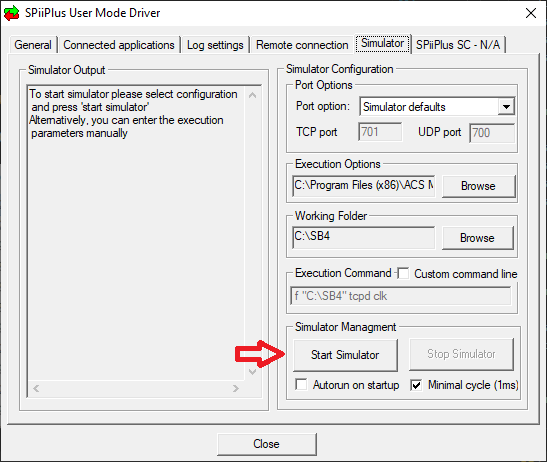 SPiiPlus User Mode Driver
General
Connected applications
Log settings
Remote connection
Simulator
SPiiPlus SC - N/A
Simulator Output
To start simulator please select configuration
and press 'start simulator'
Alternatively, you can enter the execution
parameters manually
Simulator Configuration
Port Options
Port option:
Simulator defaults
TCP port
701
UDP port
700
Execution Options
C:\Program Files (x86)\ACS M
Browse
Working Folder
C:\SB4
Browse
Execution Command
Custom command line
f "C:\SB4" tcpd clk
Simulator Managment
Start Simulator
Stop Simulator
Autorun on startup
Minimal cycle (1ms)
Close